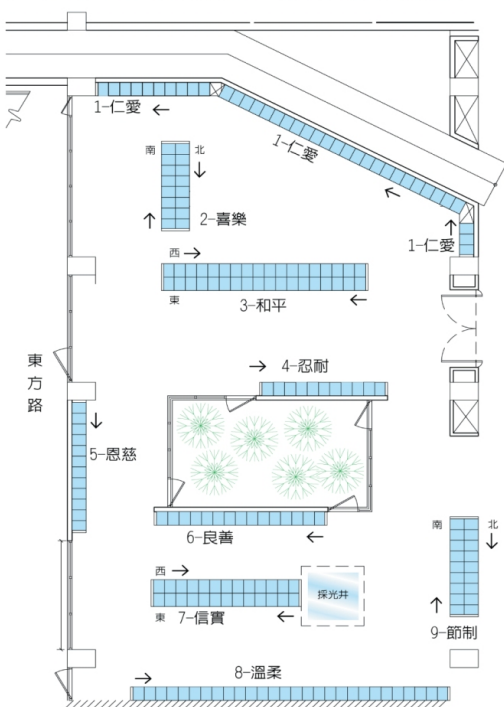 1-仁愛
1-仁愛
南 北
2-喜樂
1-仁愛
西
東
3-和平
4-忍耐
東方路
5-恩慈
6-良善
南 北
西
採光井
東
7-信實
9-節制
8-溫柔